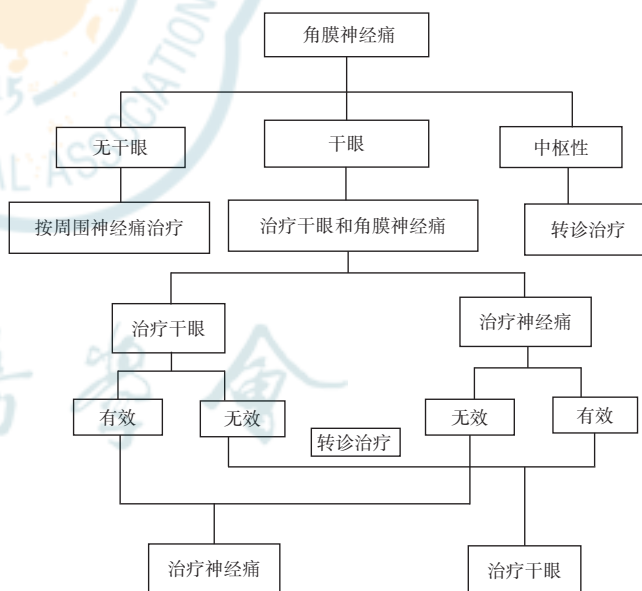 角膜神经痛
无干眼
干眼
中枢性
按周围神经痛治疗
治疗干眼和角膜神经痛
转诊治疗
治疗干眼
治疗神经痛
有效
无效
无效
有效
转诊治疗
治疗神经痛
治疗干眼